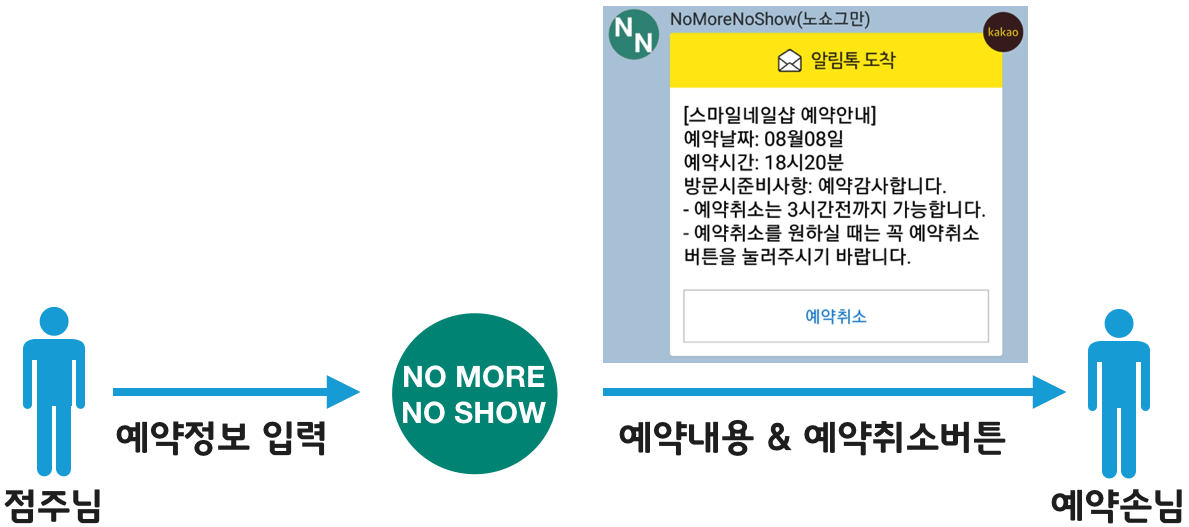 NN
NoMoreNoShow(노쇼그만)
kakao
알림톡 도착
[스마일네일샵 예약안내]
예약날짜: 08월08일
예약시간: 18시20분
방문시준비사항: 예약감사합니다.
- 예약취소는 3시간전까지 가능합니다.
- 예약취소를 원하실 때는 꼭 예약취소
버튼을 눌러주시기 바랍니다.
예약취소
NO MORE
NO SHOW
예약정보 입력
예약내용 & 예약취소버튼
점주님
예약손님